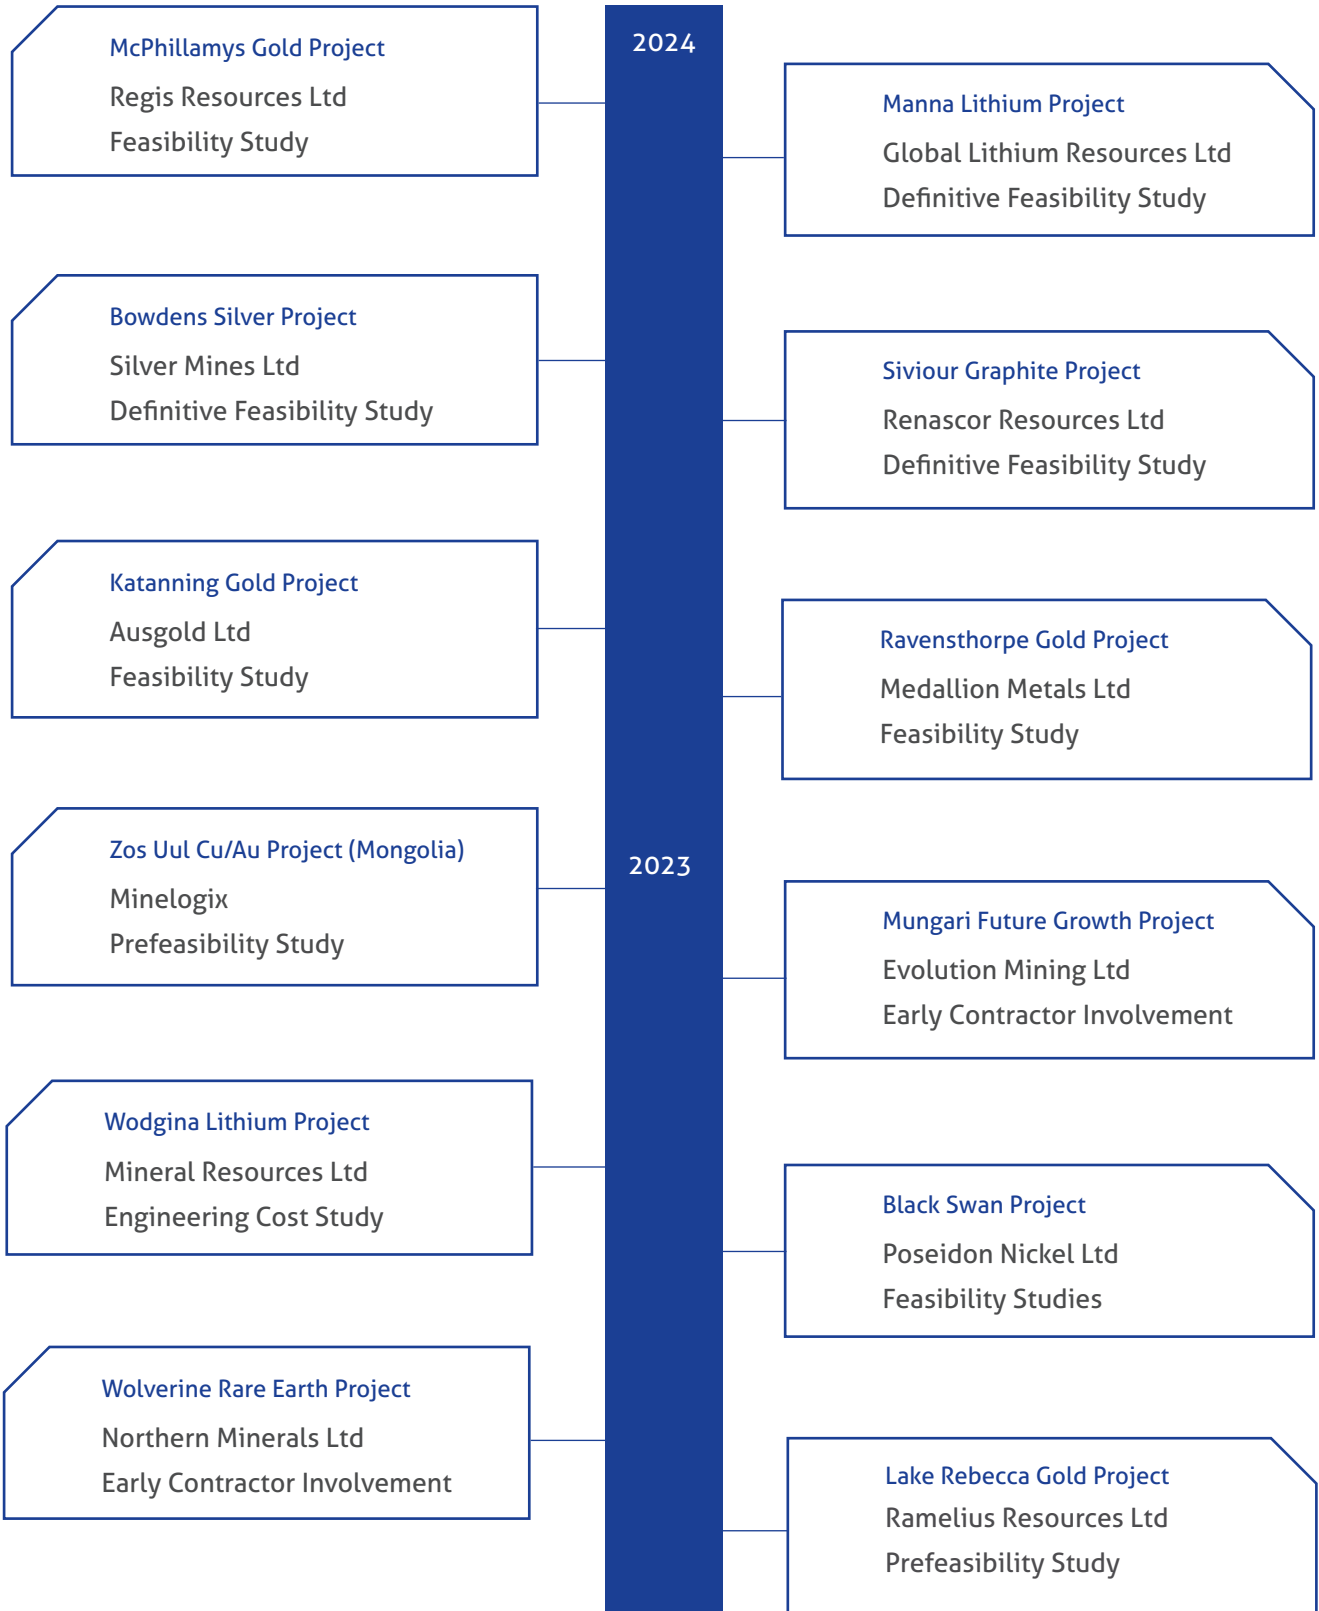 2024
McPhillamys Gold Project
Regis Resources Ltd
Feasibility Study
Manna Lithium Project
Global Lithium Resources Ltd
Definitive Feasibility Study
Bowdens Silver Project
Silver Mines Ltd
Definitive Feasibility Study
Siviour Graphite Project
Renascor Resources Ltd
Definitive Feasibility Study
Katanning Gold Project
Ausgold Ltd
Feasibility Study
Ravensthorpe Gold Project
Medallion Metals Ltd
Feasibility Study
2023
Zos Uul Cu/Au Project (Mongolia)
Minelogix
Prefeasibility Study
Mungari Future Growth Project
Evolution Mining Ltd
Early Contractor Involvement
Wodgina Lithium Project
Mineral Resources Ltd
Engineering Cost Study
Black Swan Project
Poseidon Nickel Ltd
Feasibility Studies
Wolverine Rare Earth Project
Northern Minerals Ltd
Early Contractor Involvement
Lake Rebecca Gold Project
Ramelius Resources Ltd
Prefeasibility Study